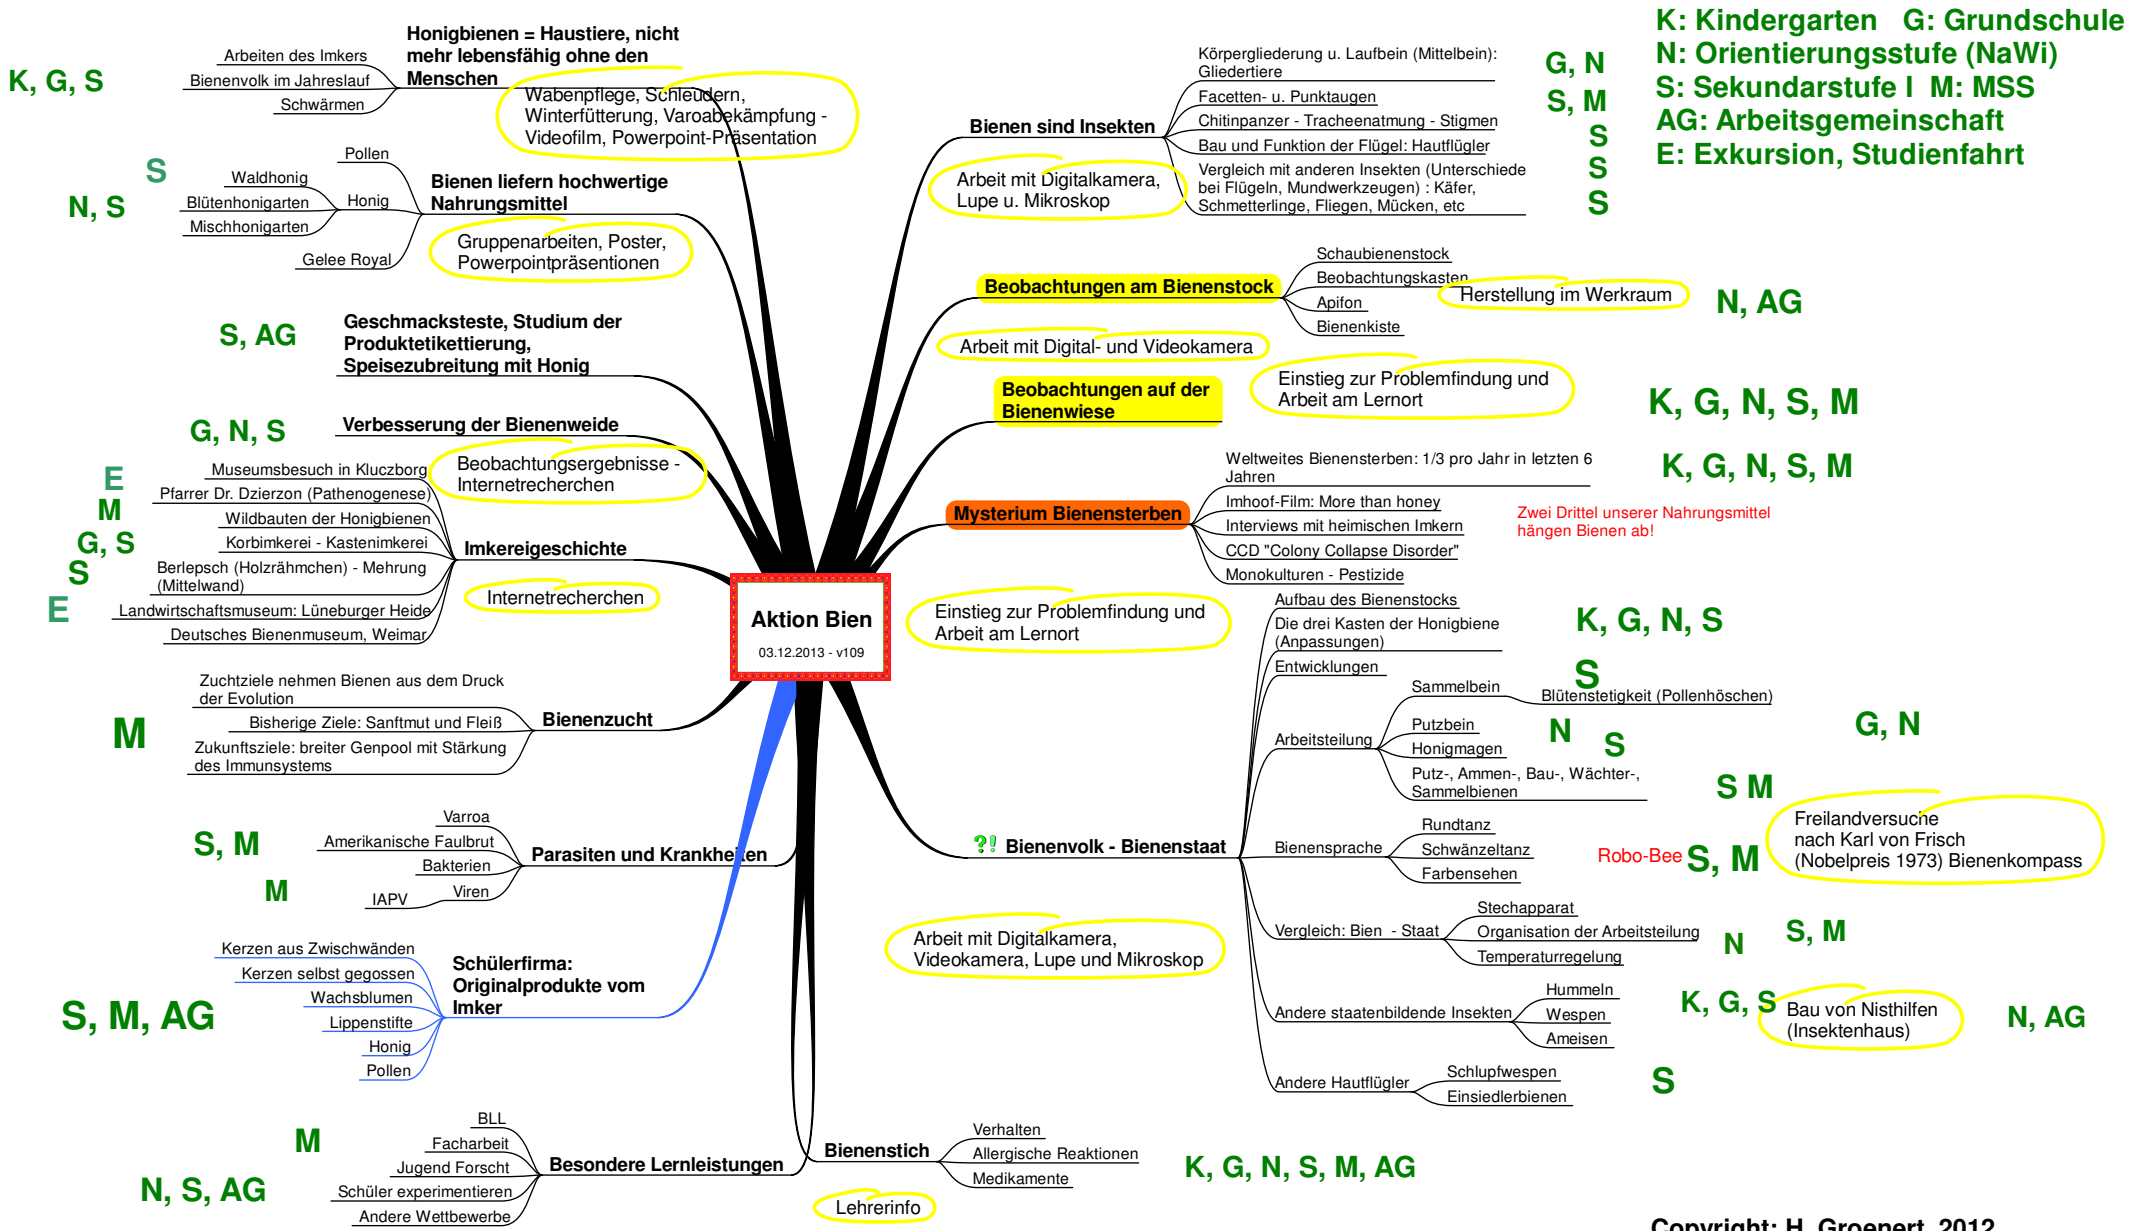 K: Kindergarten G: Grundschule
N: Orientierungsstufe (NaWi)
S: Sekundarstufe I M: MSS
AG: Arbeitsgemeinschaft
E: Exkursion, Studienfahrt
Aktion Bien
03.12.2013 - v109
Honigbienen = Haustiere, nicht
mehr lebensfähig ohne den
Menschen
Arbeiten des Imkers
Bienenvolk im Jahreslauf
Schwärmen
K, G, S
Wabenpflege, Schleudern,
Winterfütterung, Varoabekämpfung -
Videofilm, Powerpoint-Präsentation
Bienen liefern hochwertige
Nahrungsmittel
Pollen
Honig
Waldhonig
Blütenhonigarten
Mischhonigarten
Gelee Royal
S
N, S
Gruppenarbeiten, Poster,
Powerpointpräsentionen
Geschmacksteste, Studium der
Produktetikettierung,
Speisezubreitung mit Honig
S, AG
Verbesserung der Bienenweide
G, N, S
Beobachtungsergebnisse -
Internetrecherchen
Imkereigeschichte
Museumsbesuch in Kluczborg
Pfarrer Dr. Dzierzon (Pathenogenese)
Wildbauten der Honigbienen
Korbimkerei - Kastenimkerei
Berlepsch (Holzrähmchen) - Mehrung
(Mittelwand)
Landwirtschaftsmuseum: Lüneburger Heide
Deutsches Bienenmuseum, Weimar
E
M
G, S
S
E
Internetrecherchen
Bienenzucht
Zuchtziele nehmen Bienen aus dem Druck
der Evolution
Bisherige Ziele: Sanftmut und Fleiß
Zukunftsziele: breiter Genpool mit Stärkung
des Immunsystems
M
Parasiten und Krankheiten
Varroa
Amerikanische Faulbrut
Bakterien
Viren
IAPV
S, M
M
Schülerfirma:
Originalprodukte vom
Imker
Kerzen aus Zwischwänden
Kerzen selbst gegossen
Wachsblumen
Lippenstifte
Honig
Pollen
S, M, AG
Besondere Lernleistungen
BLL
Facharbeit
Jugend Forscht
Schüler experimentieren
Andere Wettbewerbe
M
N, S, AG
Bienen sind Insekten
Körpergliederung u. Laufbein (Mittelbein):
Gliedertiere
Facetten- u. Punktaugen
Chitinpanzer - Tracheenatmung - Stigmen
Bau und Funktion der Flügel: Hautflügler
Vergleich mit anderen Insekten (Unterschiede
bei Flügeln, Mundwerkzeugen) : Käfer,
Schmetterlinge, Fliegen, Mücken, etc
G, N
S, M
S
S
S
Arbeit mit Digitalkamera,
Lupe u. Mikroskop
Beobachtungen am Bienenstock
Schaubienenstock
Beobachtungskasten
Apifon
Bienenkiste
Herstellung im Werkraum
N, AG
Arbeit mit Digital- und Videokamera
Beobachtungen auf der
Bienenwiese
Einstieg zur Problemfindung und
Arbeit am Lernort
K, G, N, S, M
Mysterium Bienensterben
Weltweites Bienensterben: 1/3 pro Jahr in letzten 6
Jahren
Imhoof-Film: More than honey
Interviews mit heimischen Imkern
CCD "Colony Collapse Disorder"
Monokulturen - Pestizide
K, G, N, S, M
Zwei Drittel unserer Nahrungsmittel
hängen Bienen ab!
Einstieg zur Problemfindung und
Arbeit am Lernort
?! Bienenvolk - Bienenstaat
Aufbau des Bienenstocks
Die drei Kasten der Honigbiene
(Anpassungen)
Entwicklungen
K, G, N, S
S
Arbeitsteilung
Sammelbein
Blütenstetigkeit (Pollenhöschen)
Putzbein
Honigmagen
Putz-, Ammen-, Bau-, Wächter-,
Sammelbienen
N
S
G, N
S M
Bienensprache
Rundtanz
Schwänzeltanz
Farbensehen
Robo-Bee
S, M
Freilandversuche
nach Karl von Frisch
(Nobelpreis 1973) Bienenkompass
Vergleich: Bien - Staat
Stechapparat
Organisation der Arbeitsteilung
Temperaturregelung
N
S, M
Arbeit mit Digitalkamera,
Videokamera, Lupe und Mikroskop
Andere staatenbildende Insekten
Hummeln
Wespen
Ameisen
K, G, S
Bau von Nisthilfen
(Insektenhaus)
N, AG
Andere Hautflügler
Schlupfwespen
Einsiedlerbienen
S
Bienenstich
Verhalten
Allergische Reaktionen
Medikamente
K, G, N, S, M, AG
Lehrerinfo
Copyright: H. Groenert, 2012